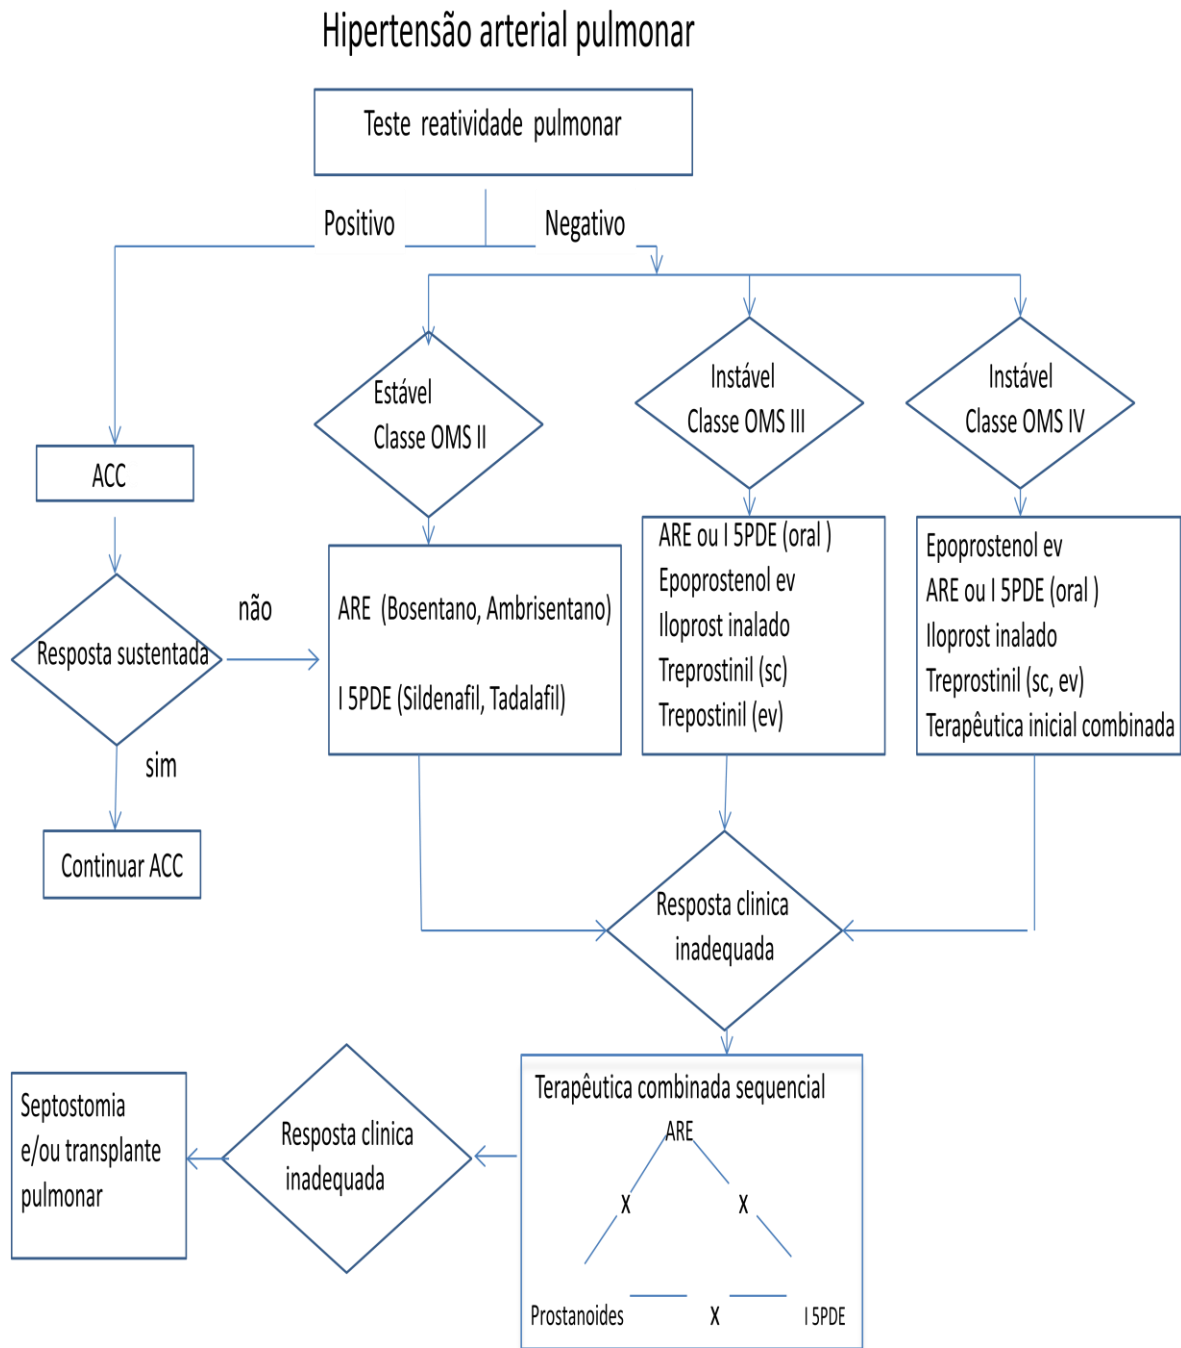 Hipertensão arterial pulmonar
Teste reatividade pulmonar
Positivo
Negativo
Estável
Classe OMS II
Instável
Classe OMS III
Instável
Classe OMS IV
ACC
ARE (Bosentano, Ambrisentano)
I 5PDE (Sildenafil, Tadalafil)
ARE ou I 5PDE (oral )
Epoprostenol ev
Iloprost inalado
Treprostinil (sc)
Trepostinil (ev)
Epoprostenol ev
ARE ou I 5PDE (oral )
Iloprost inalado
Treprostinil (sc, ev)
Terapêutica inicial combinada
Resposta sustentada
não
sim
Continuar ACC
Resposta clinica
inadequada
Terapêutica combinada sequencial
ARE
X
X
Prostanoides
X
I 5PDE
Resposta clinica
inadequada
Septostomia
e/ou transplante
pulmonar